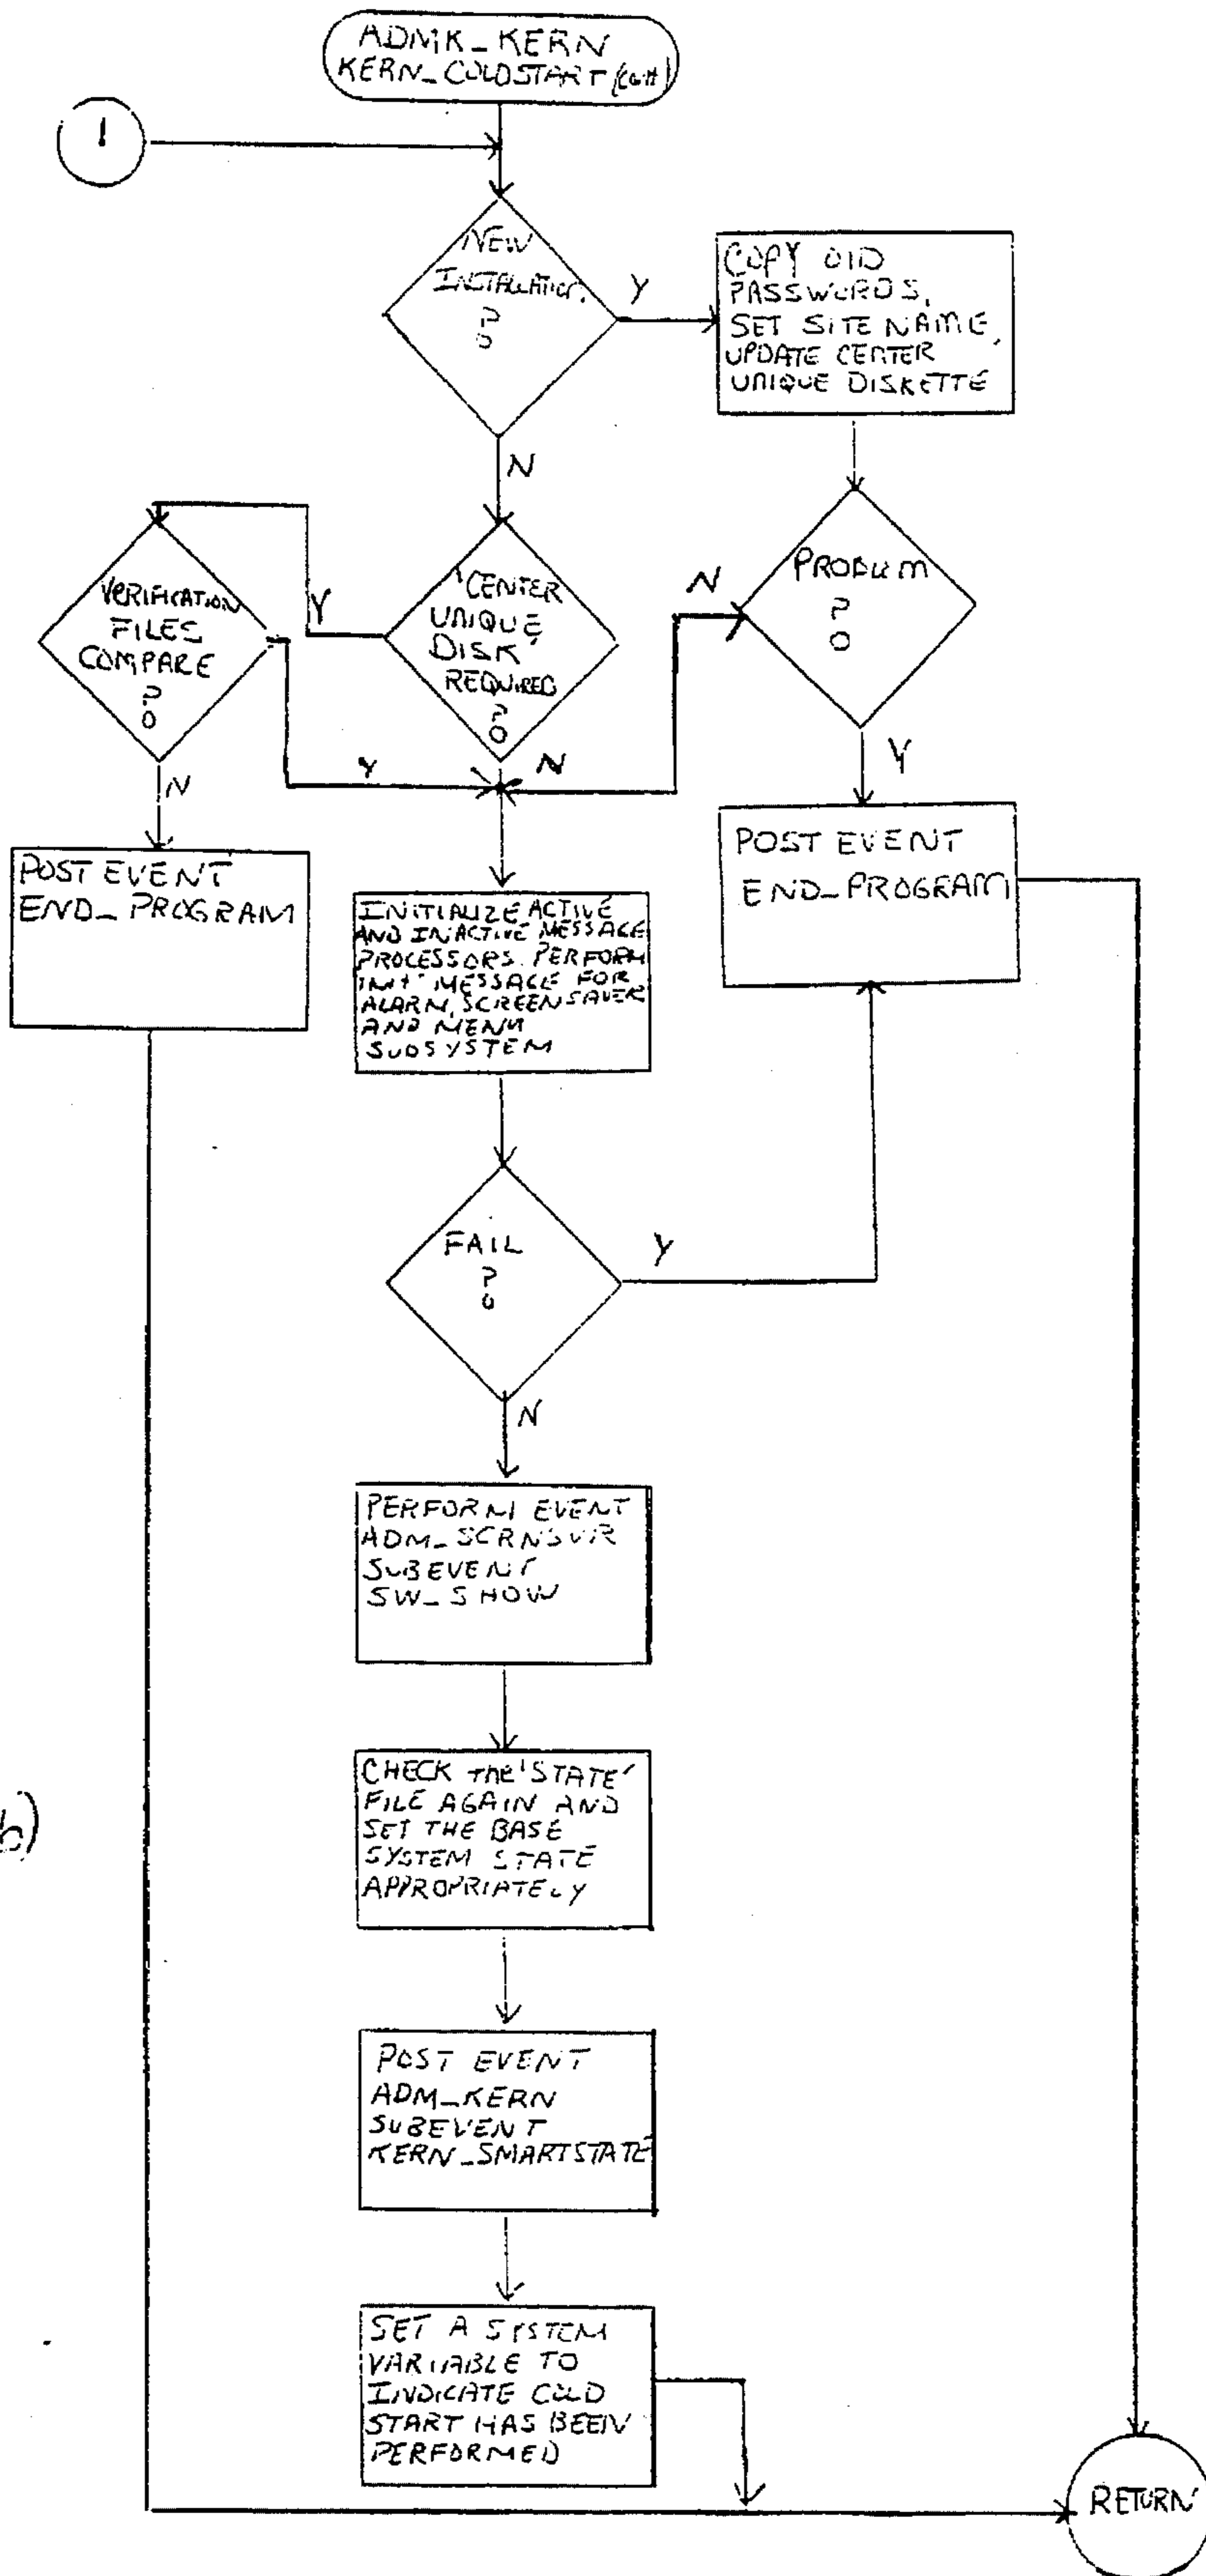 ADMK_KERN
KERN_COLDSTART
1
NEW
INSTALLATION
?
Y
COPY OLD
PASSWORDS,
SET SITE NAME,
UPDATE CENTER
UNIQUE DISKETTE
N
VERIFICATION
FILES
COMPARE
?
Y
'CENTER
UNIQUE
DISK'
REQUIRED
?
N
PROBLEM
?
N
Y
N
Y
POST EVENT
END_PROGRAM
INITIALIZE ACTIVE
AND INACTIVE MESSAGE
PROCESSORS. PERFORM
INIT MESSAGE FOR
ALARM, SCREENSAVER
AND MENU
SUBSYSTEM
POST EVENT
END_PROGRAM
FAIL
?
Y
N
PERFORM EVENT
ADM_SCRNSVR
SUBEVENT
SW_SHOW
CHECK THE 'STATE'
FILE AGAIN AND
SET THE BASE
SYSTEM STATE
APPROPRIATELY
b)
POST EVENT
ADM_KERN
SUBEVENT
KERN_SMARTSTATE
SET A SYSTEM
VARIABLE TO
INDICATE COLD
START HAS BEEN
PERFORMED
RETURN